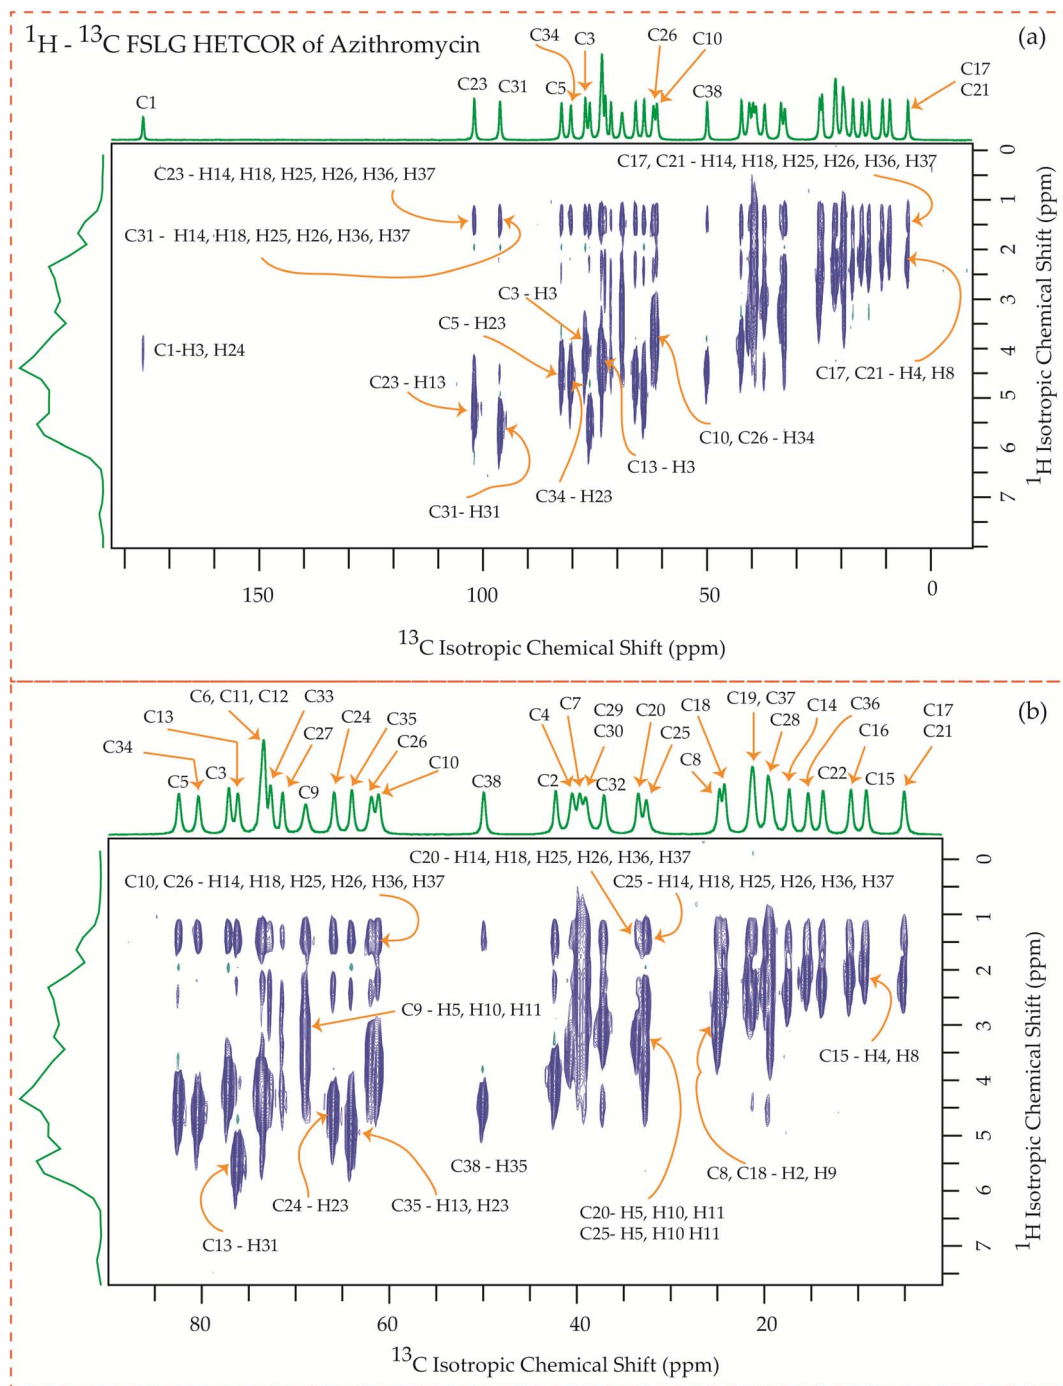 ¹H - ¹³C FSLG HETCOR of Azithromycin
(a)
C34
C3
C26
C10
C23
C31
C5
C38
C1
C17
C21
C23 - H14, H18, H25, H26, H36, H37
C17, C21 - H14, H18, H25, H26, H36, H37
C31 - H14, H18, H25, H26, H36, H37
C3 - H3
C5 - H23
C1-H3, H24
C23 - H13
C17, C21 - H4, H8
C10, C26 - H34
C13 - H3
C34 - H23
C31- H31
0
1
2
3
4
5
6
7
¹H Isotropic Chemical Shift (ppm)
150
100
50
0
¹³C Isotropic Chemical Shift (ppm)
(b)
C6, C11, C12
C33
C13
C27
C24
C35
C34
C26
C5
C3
C9
C10
C38
C7
C29
C4
C30
C20
C18
C19, C37
C14
C36
C25
C28
C16
C17
C21
C2
C32
C8
C22
C15
C20 - H14, H18, H25, H26, H36, H37
C10, C26 - H14, H18, H25, H26, H36, H37
C25 - H14, H18, H25, H26, H36, H37
C9 - H5, H10, H11
C15 - H4, H8
C38 - H35
C8, C18 - H2, H9
C24 - H23
C35 - H13, H23
C20- H5, H10, H11
C25- H5, H10 H11
C13 - H31
0
1
2
3
4
5
6
7
¹H Isotropic Chemical Shift (ppm)
80
60
40
20
¹³C Isotropic Chemical Shift (ppm)